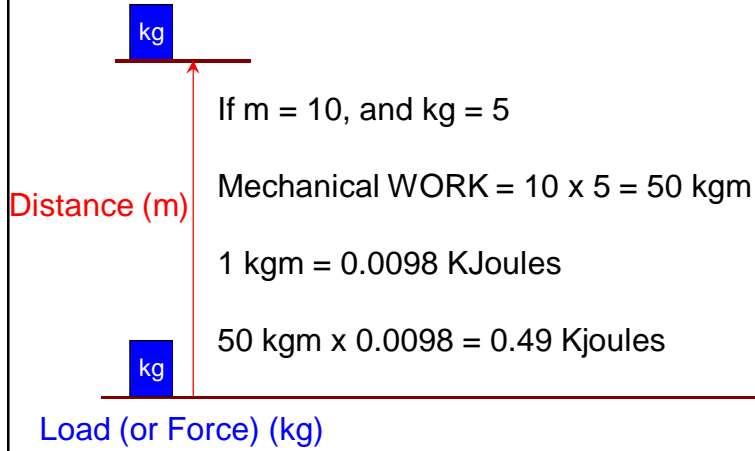 kg
If m = 10, and kg = 5
Mechanical WORK = 10 x 5 = 50 kgm
Distance (m)
1 kgm = 0.0098 KJoules
50 kgm x 0.0098 = 0.49 Kjoules
kg
Load (or Force) (kg)